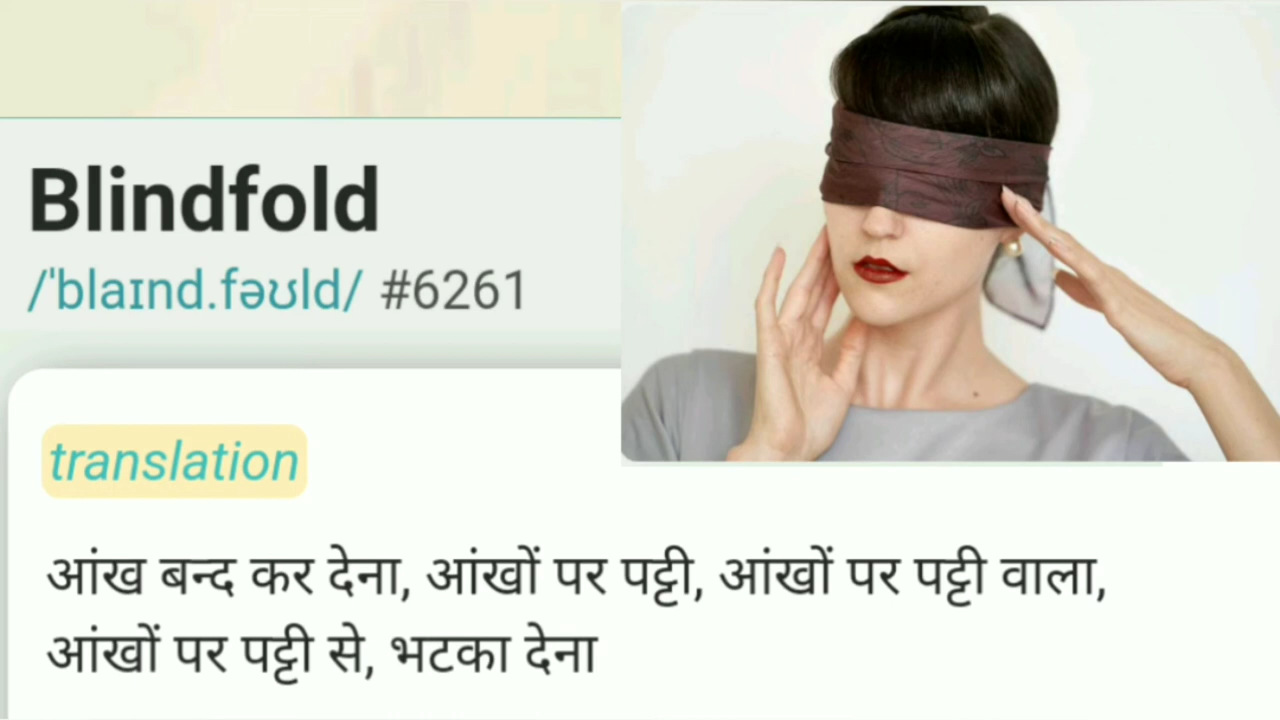 Blindfold
/'blaɪnd.fəʊld/ #6261
translation
आंख बन्द कर देना, आंखों पर पट्टी, आंखों पर पट्टी वाला,
आंखों पर पट्टी से, भटका देना